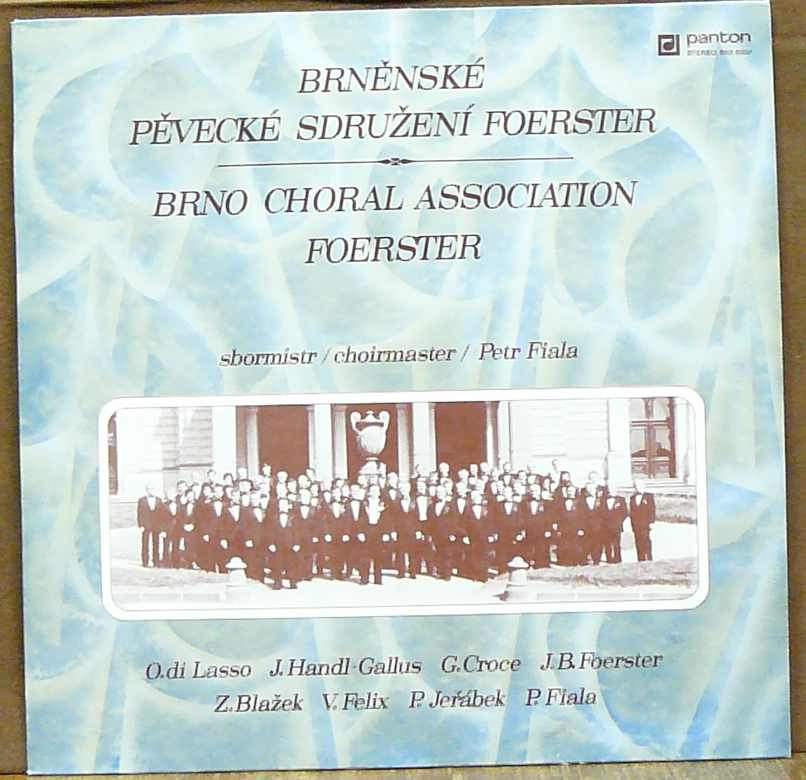 panton
STEREO
BRNĚNSKÉ
PĚVECKÉ SDRUŽENÍ FOERSTER
BRNO CHORAL ASSOCIATION
FOERSTER
sbormistr / choirmaster / Petr Fiala
O. di Lasso J. Handl-Gallus G. Croce J. B. Foerster
Z. Blažek V. Felix P. Jeřábek P. Fiala